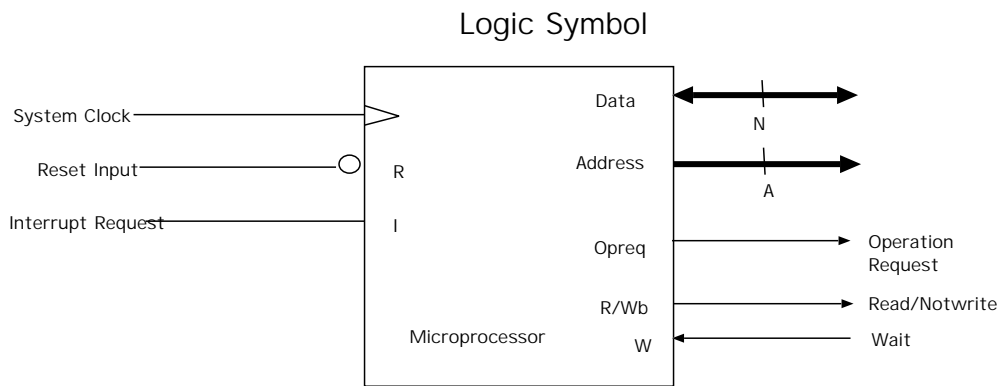 Logic Symbol
System Clock
Reset Input
Interrupt Request
R
I
Microprocessor
Data
Address
Opreq
R/Wb
W
N
A
Operation
Request
Read/Notwrite
Wait